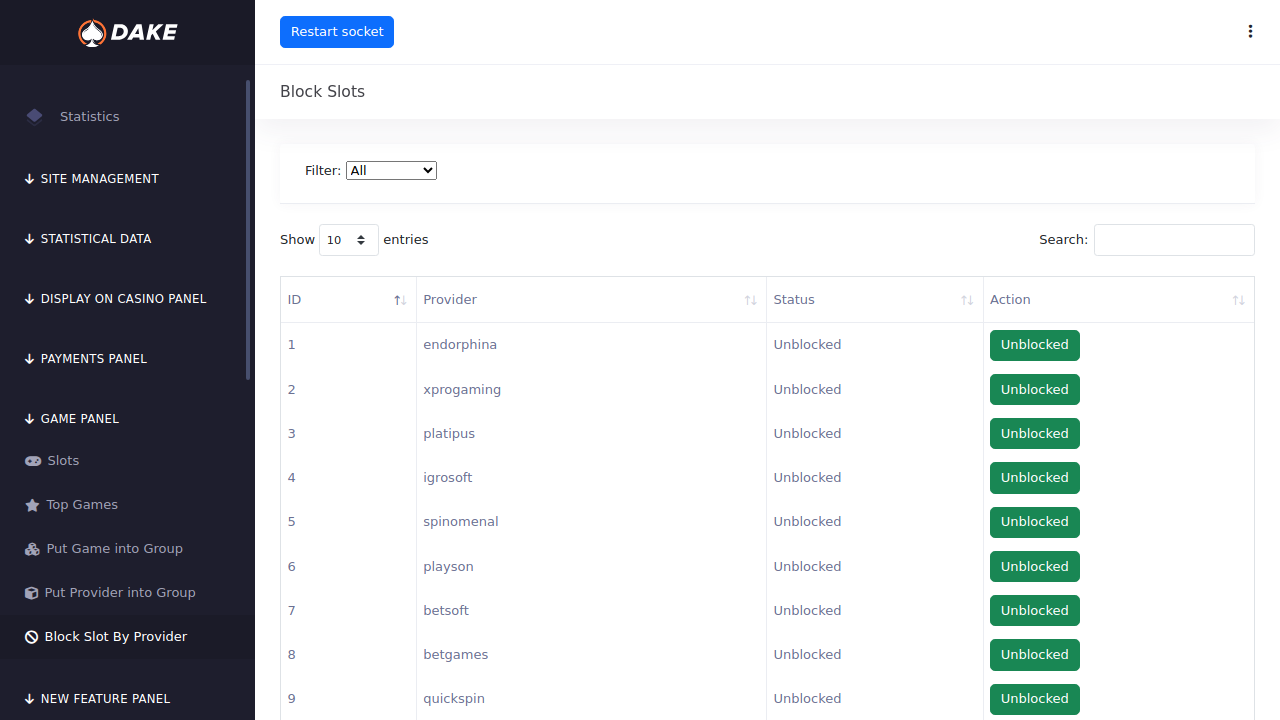 DAKE
Restart socket
Block Slots
Statistics
SITE MANAGEMENT
STATISTICAL DATA
DISPLAY ON CASINO PANEL
PAYMENTS PANEL
GAME PANEL
Slots
Top Games
Put Game into Group
Put Provider into Group
Block Slot By Provider
NEW FEATURE PANEL
Filter: All
Show 10 entries
Search:
ID Provider Status Action
1 endorphina Unblocked Unblocked
2 xprogaming Unblocked Unblocked
3 platipus Unblocked Unblocked
4 igrosoft Unblocked Unblocked
5 spinomenal Unblocked Unblocked
6 playson Unblocked Unblocked
7 betsoft Unblocked Unblocked
8 betgames Unblocked Unblocked
9 quickspin Unblocked Unblocked